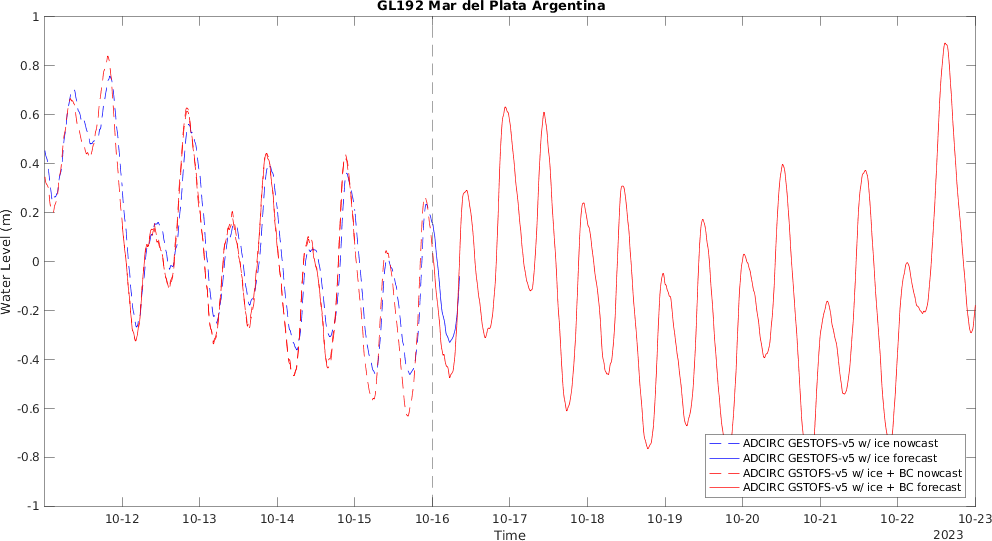 GL192 Mar del Plata Argentina
Water Level (m)
1
0.8
0.6
0.4
0.2
0
-0.2
-0.4
-0.6
-0.8
-1
ADCIRC GESTOFS-v5 w/ ice nowcast
ADCIRC GESTOFS-v5 w/ ice forecast
ADCIRC GSTOFS-v5 w/ ice + BC nowcast
ADCIRC GSTOFS-v5 w/ ice + BC forecast
10-12 10-13 10-14 10-15 10-16 10-17 10-18 10-19 10-20 10-21 10-22 10-23
Time
2023